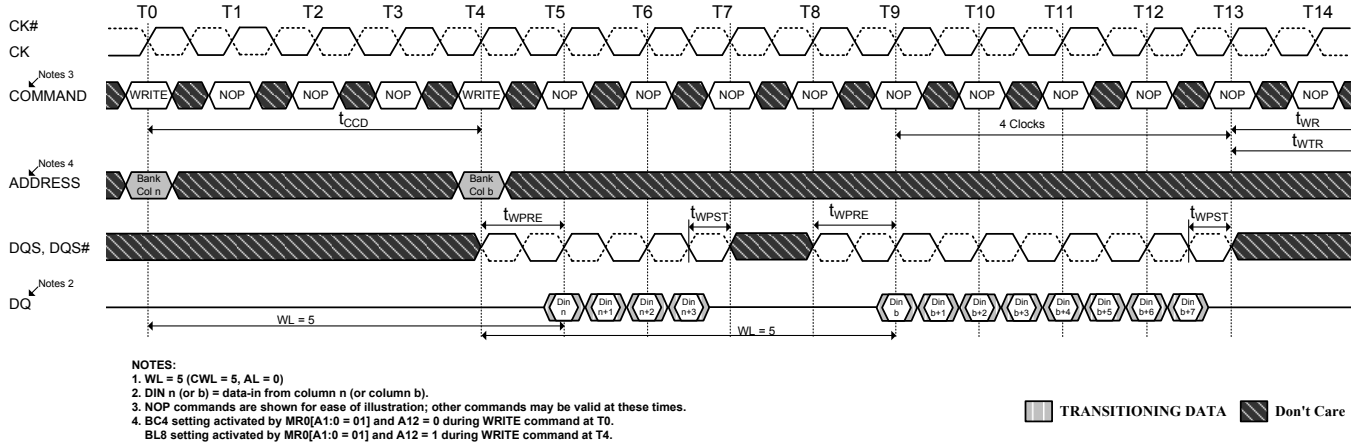 T0 T1 T2 T3 T4 T5 T6 T7 T8 T9 T10 T11 T12 T13 T14
CK#
CK
Notes 3
COMMAND WRITE NOP NOP NOP WRITE NOP NOP NOP NOP NOP NOP NOP NOP NOP NOP
tCCD 4 Clocks tWR
tWTR
Notes 4
ADDRESS Bank Col n Bank Col b
tWPRE tWPST tWPRE tWPST
DQS, DQS#
Notes 2
DQ Din n Din n+1 Din n+2 Din n+3 Din b Din b+1 Din b+2 Din b+3 Din b+4 Din b+5 Din b+6 Din b+7
WL = 5 WL = 5
NOTES:
1. WL = 5 (CWL = 5, AL = 0)
2. DIN n (or b) = data-in from column n (or column b).
3. NOP commands are shown for ease of illustration; other commands may be valid at these times.
4. BC4 setting activated by MR0[A1:0 = 01] and A12 = 0 during WRITE command at T0.
BL8 setting activated by MR0[A1:0 = 01] and A12 = 1 during WRITE command at T4.
TRANSITIONING DATA Don't Care